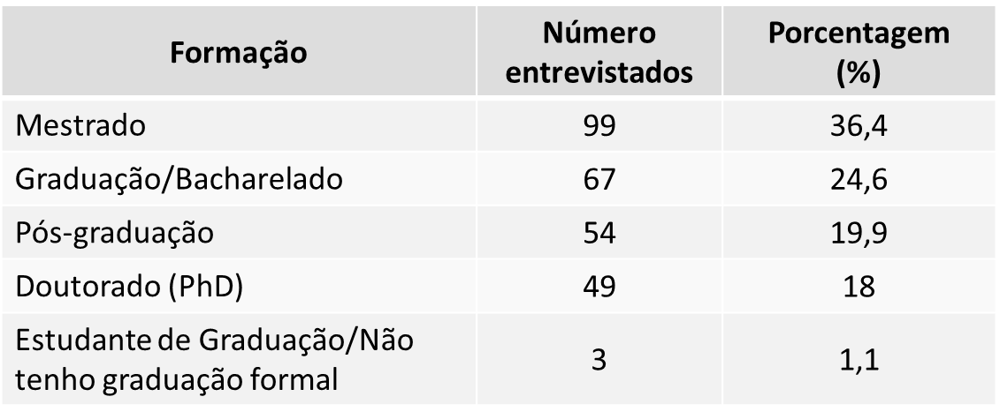 Formação
Número
entrevistados
Porcentagem
(%)
Mestrado 99 36,4
Graduação/Bacharelado 67 24,6
Pós-graduação 54 19,9
Doutorado (PhD) 49 18
Estudante de Graduação/Não
tenho graduação formal
3 1,1